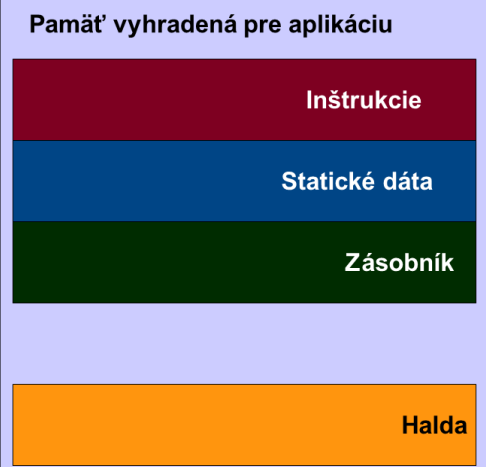 Pamäť vyhradená pre aplikáciu
Inštrukcie
Statické dáta
Zásobník
Halda